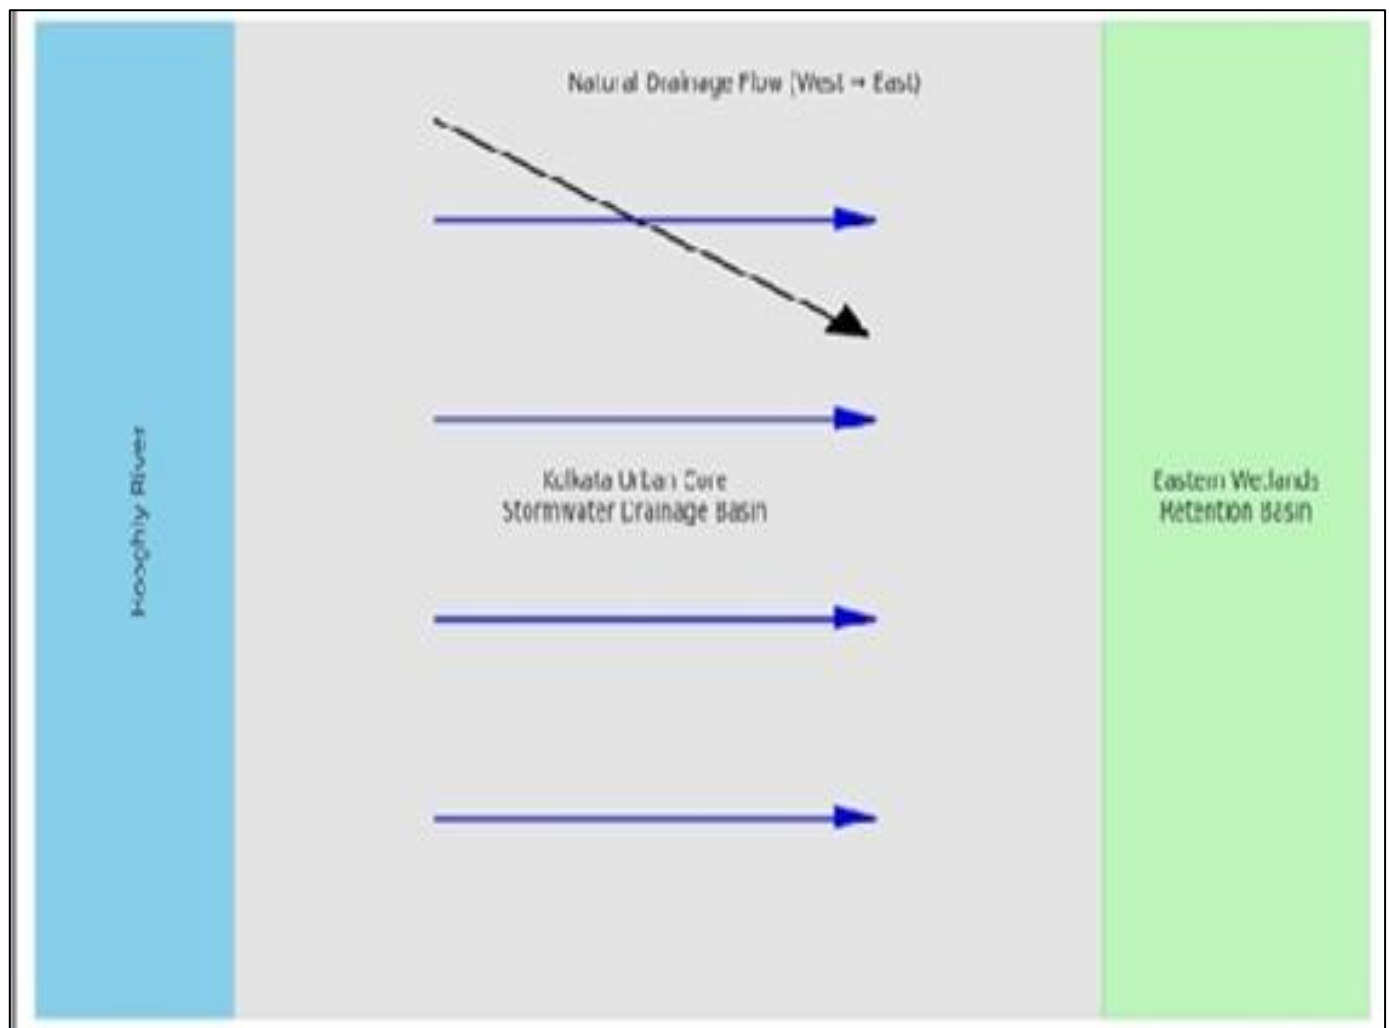 Natural Drainage Flow (West → East)
Hooghly River
Kolkata Urban Core
Stormwater Drainage Basin
Eastern Wetlands
Retention Basin